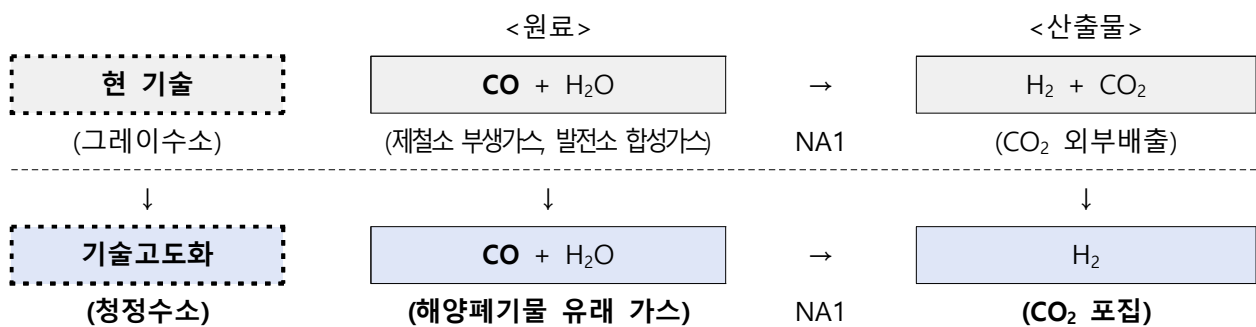 <원료> <산출물>
현 기술 CO + H₂O → H₂ + CO₂
(그레이수소) (제철소 부생가스, 발전소 합성가스) NA1 (CO₂ 외부배출)
↓ ↓ ↓
기술고도화 CO + H₂O → H₂
(청정수소) (해양폐기물 유래 가스) NA1 (CO₂ 포집)